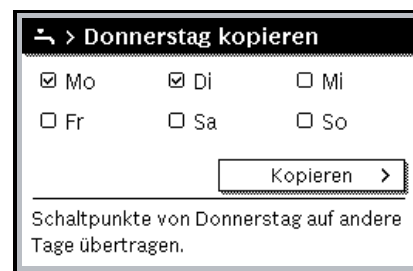 > Donnerstag kopieren
Mo Di Mi
Fr Sa So
Kopieren >
Schaltpunkte von Donnerstag auf andere
Tage übertragen.